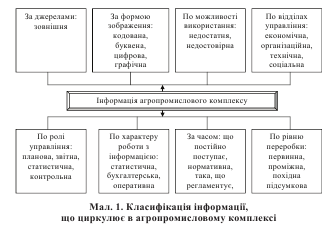 За джерелами:
зовнішня
За формою
зображення:
кодована,
буквена,
цифрова,
графічна
По можливості
використання:
недостатня,
недостовірна
По відділах
управління:
економічна,
організаційна,
технічна,
соціальна
Інформація агропромислового комплексу
По ролі
управління:
планова, звітна,
статистична,
контрольна
По характеру
роботи з
інформацією:
статистична,
бухгалтерська,
оперативна
За часом: що
постійно
поступає,
нормативна,
така, що
регламентує,
По рівню
переробки:
первинна,
проміжна,
похідна
підсумкова
Мал. 1. Класифікація інформації,
що циркулює в агропромисловому комплексі